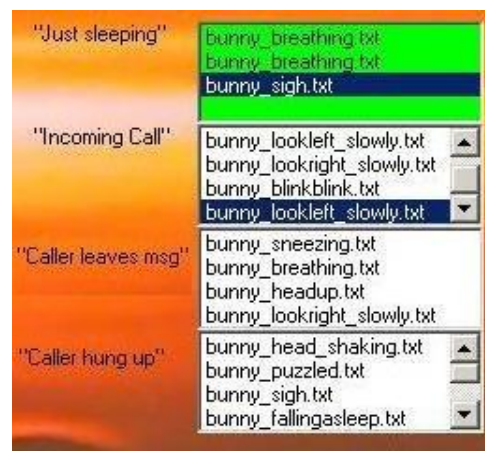 "Just sleeping"
bunny_breathing.txt
bunny_breathing.txt
bunny_sigh.txt
"Incoming Call"
bunny_lookleft_slowly.txt
bunny_lookright_slowly.txt
bunny_blinkblink.txt
bunny_lookleft_slowly.txt
"Caller leaves msg"
bunny_sneezing.txt
bunny_breathing.txt
bunny_headup.txt
bunny_lookright_slowly.txt
"Caller hung up"
bunny_head_shaking.txt
bunny_puzzled.txt
bunny_sigh.txt
bunny_fallingasleep.txt